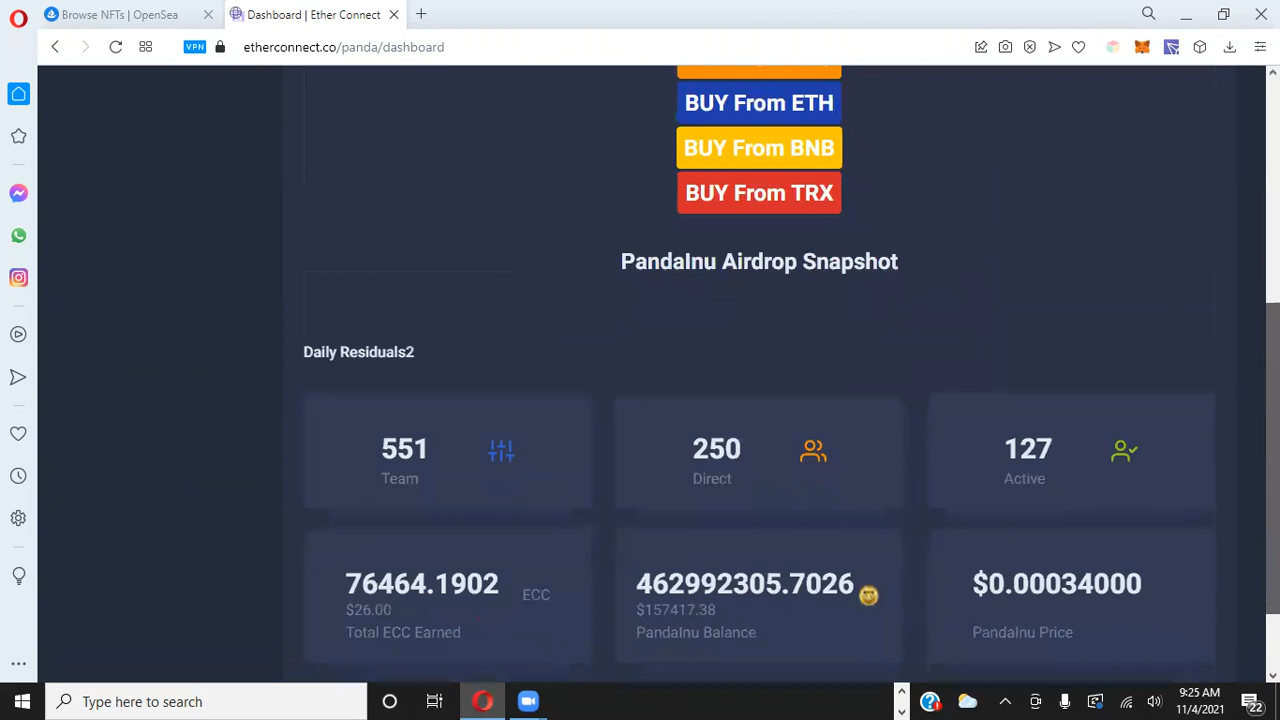 Browse NFTs | OpenSea
Dashboard | Ether Connect
VPN
etherconnect.co/panda/dashboard
BUY From ETH
BUY From BNB
BUY From TRX
PandaInu Airdrop Snapshot
Daily Residuals2
551
Team
250
Direct
127
Active
76464.1902
ECC
$26.00
Total ECC Earned
462992305.7026
$157417.38
PandaInu Balance
$0.00034000
PandaInu Price
Type here to search
9:25 AM
11/4/2021
22